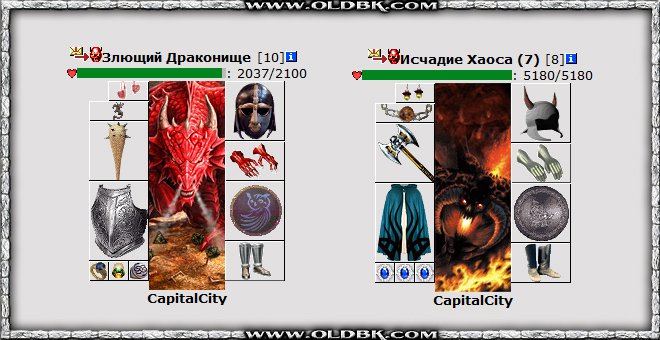 WWW.OLDBK.COM
Злющий Драконище [10]i
: 2037/2100
CapitalCity
Исчадие Хаоса (7) [8]i
: 5180/5180
CapitalCity
WWW.OLDBK.COM